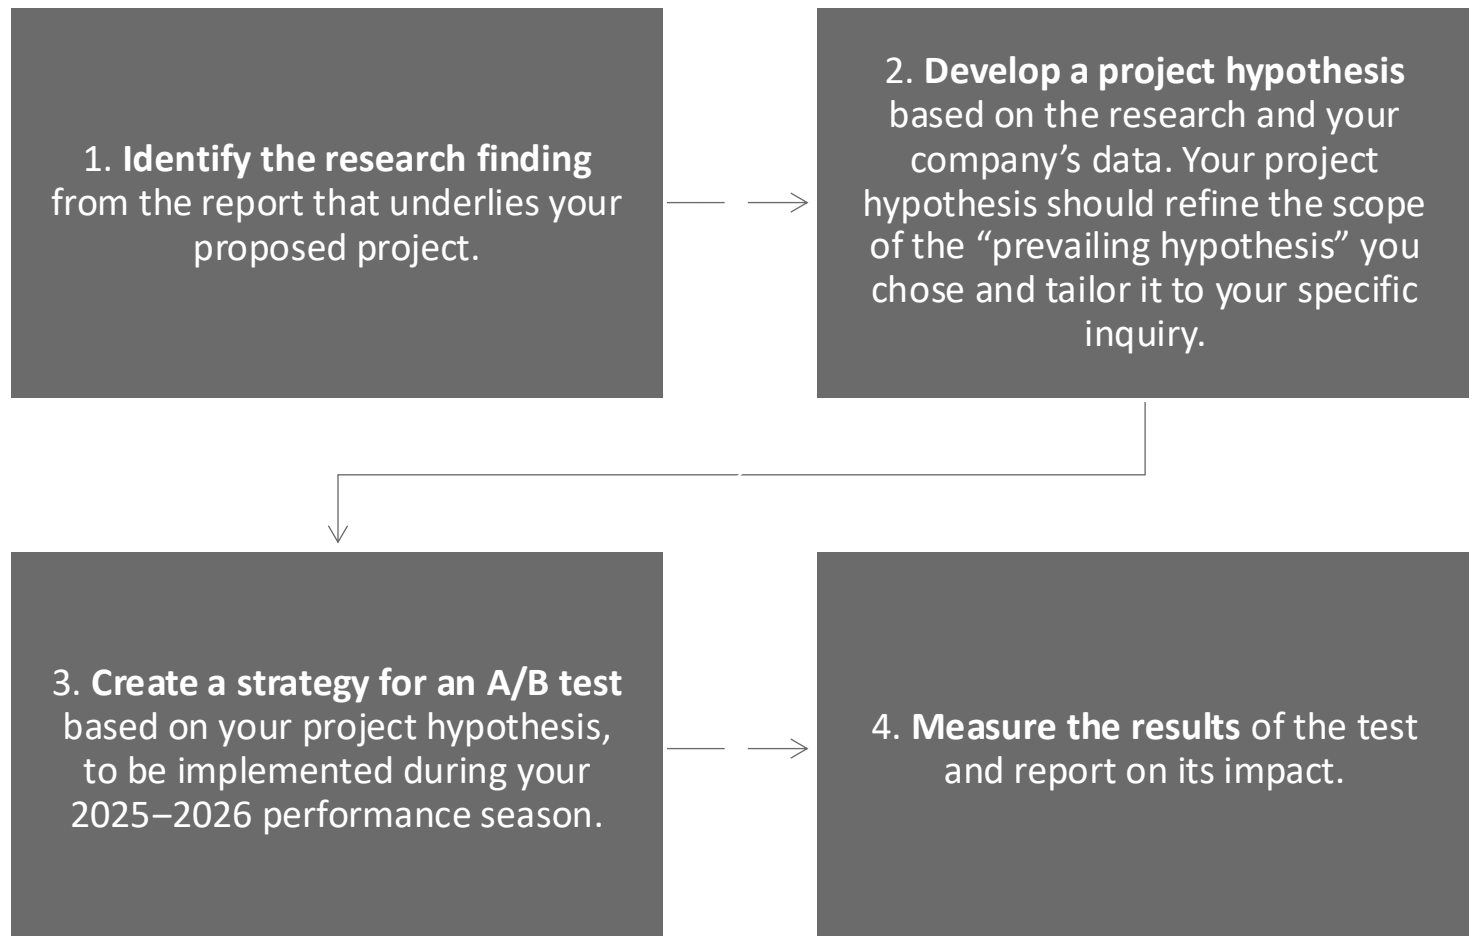 1. Identify the research finding
from the report that underlies your
proposed project.
2. Develop a project hypothesis
based on the research and your
company’s data. Your project
hypothesis should refine the scope
of the “prevailing hypothesis” you
chose and tailor it to your specific
inquiry.
3. Create a strategy for an A/B test
based on your project hypothesis,
to be implemented during your
2025–2026 performance season.
4. Measure the results of the test
and report on its impact.